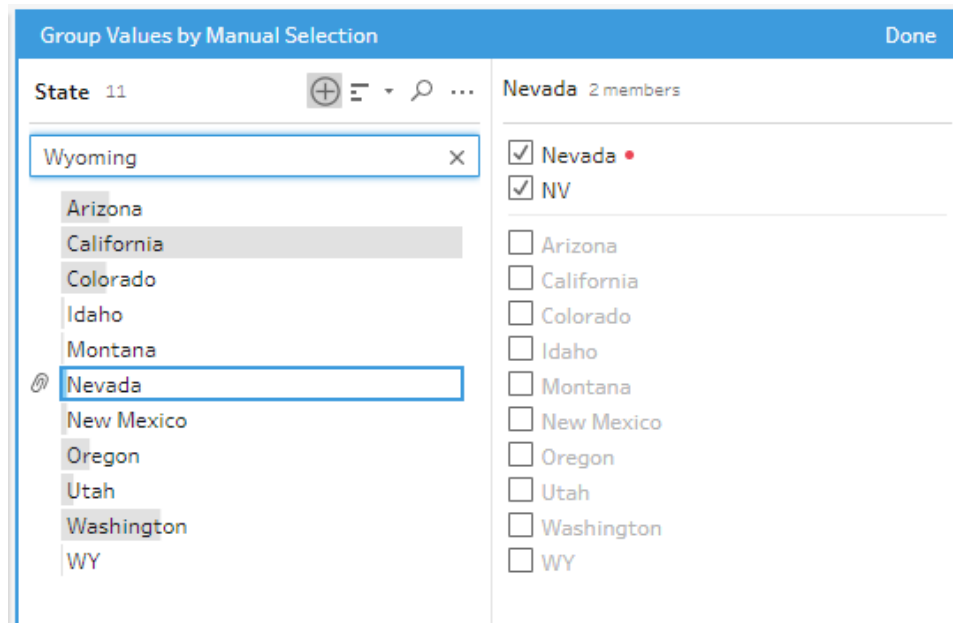 Group Values by Manual Selection Done
State 11
Wyoming
Arizona
California
Colorado
Idaho
Montana
Nevada
New Mexico
Oregon
Utah
Washington
WY
Nevada 2 members
Nevada
NV
Arizona
California
Colorado
Idaho
Montana
New Mexico
Oregon
Utah
Washington
WY